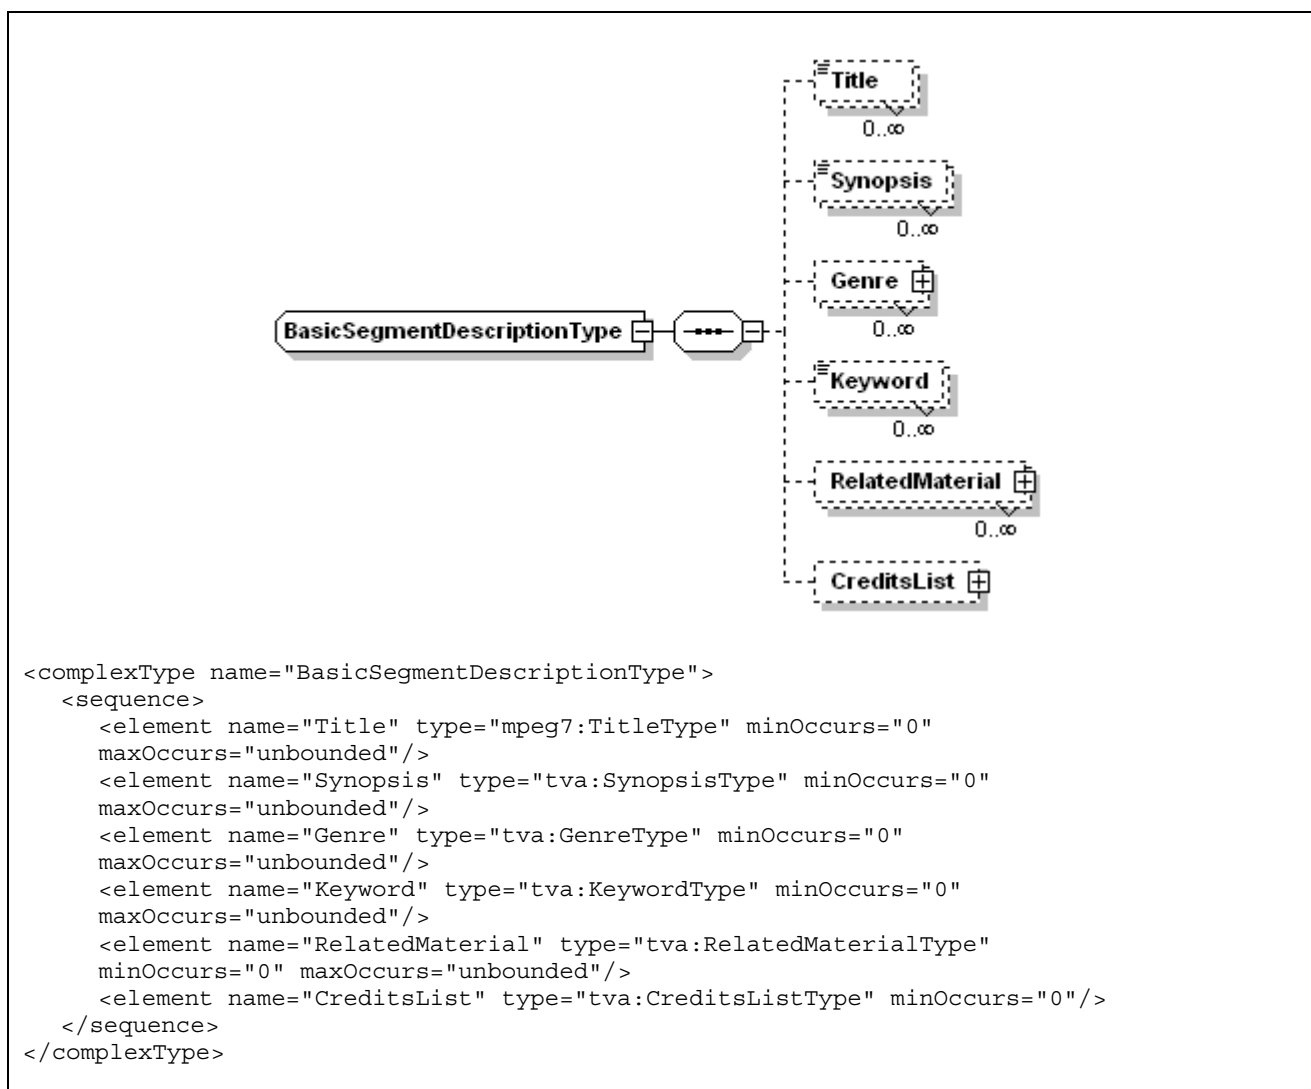 Title
0..∞
Synopsis
0..∞
Genre
0..∞
BasicSegmentDescriptionType
Keyword
0..∞
RelatedMaterial
0..∞
CreditsList
<complexType name="BasicSegmentDescriptionType">
<sequence>
<element name="Title" type="mpeg7:TitleType" minOccurs="0"
maxOccurs="unbounded"/>
<element name="Synopsis" type="tva:SynopsisType" minOccurs="0"
maxOccurs="unbounded"/>
<element name="Genre" type="tva:GenreType" minOccurs="0"
maxOccurs="unbounded"/>
<element name="Keyword" type="tva:KeywordType" minOccurs="0"
maxOccurs="unbounded"/>
<element name="RelatedMaterial" type="tva:RelatedMaterialType"
minOccurs="0" maxOccurs="unbounded"/>
<element name="CreditsList" type="tva:CreditsListType" minOccurs="0"/>
</sequence>
</complexType>